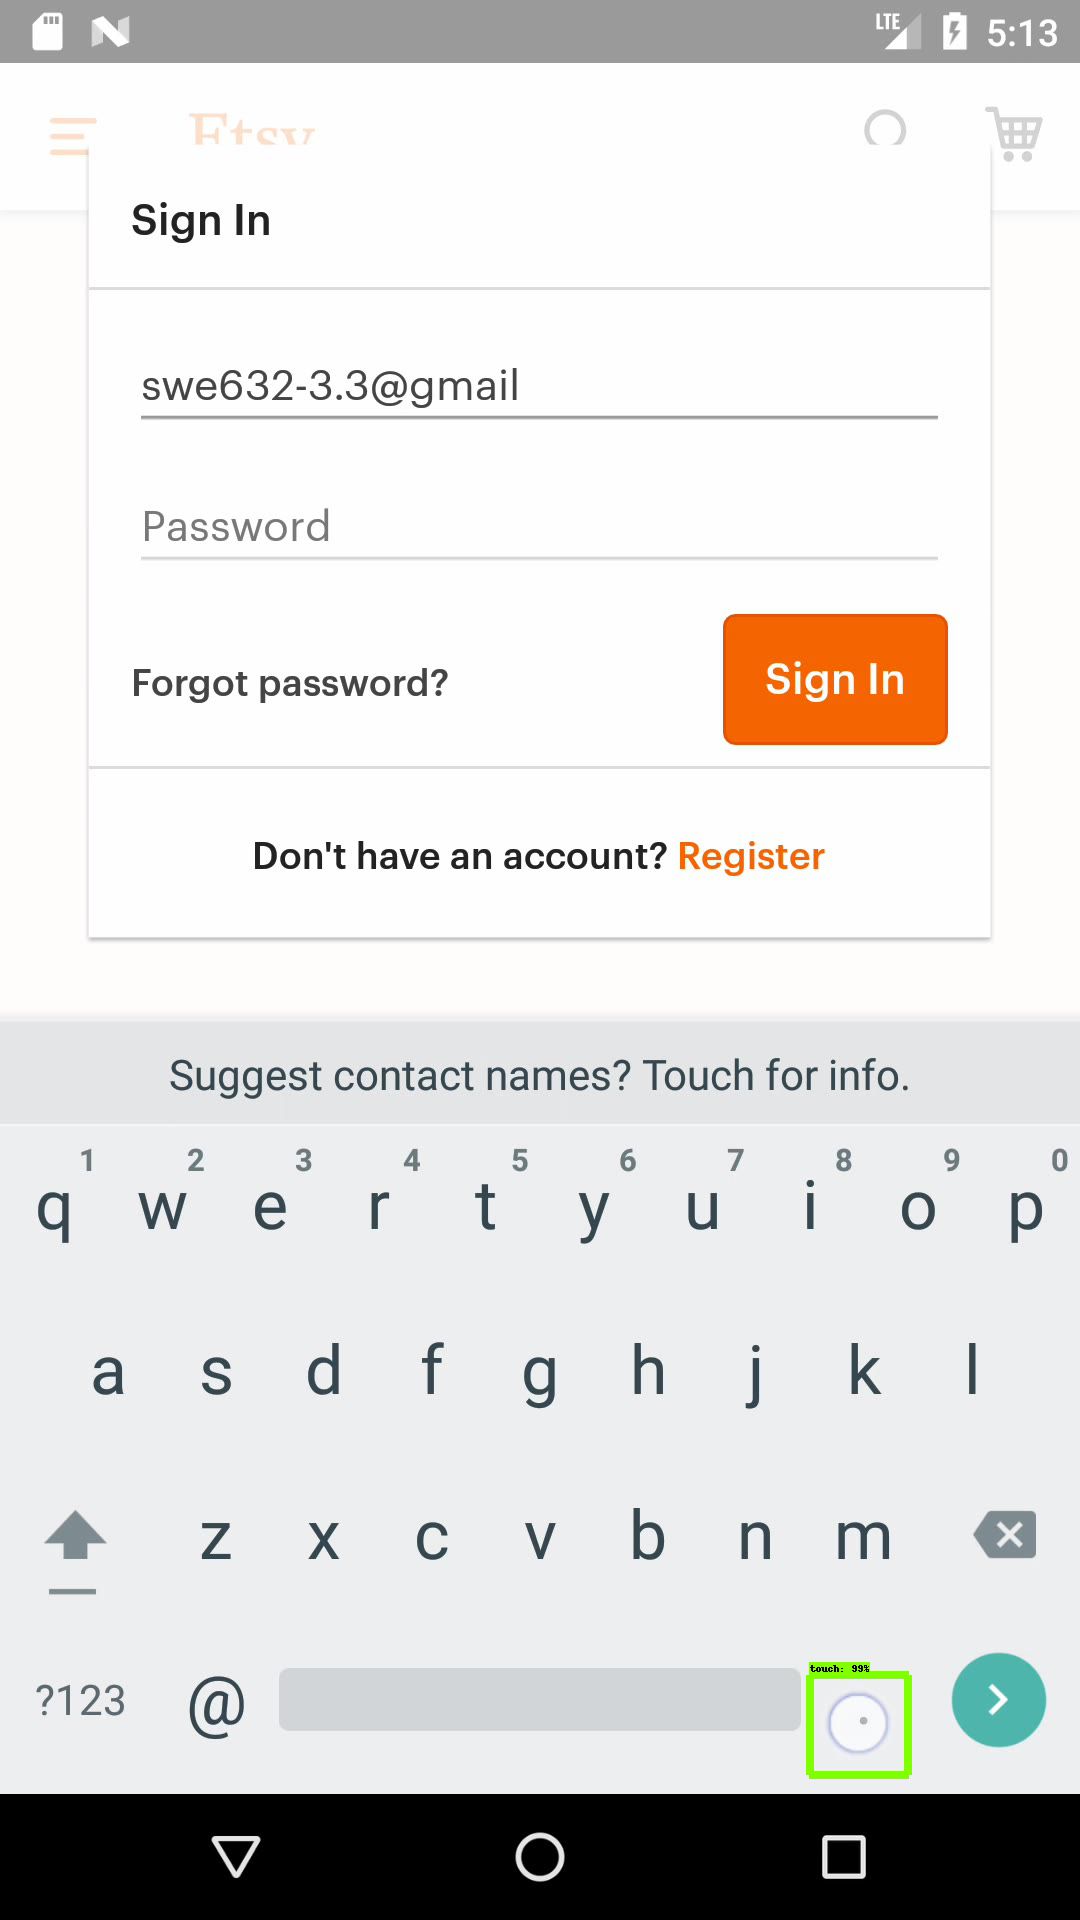 LTE 5:13
Etsy
Sign In
swe632-3.3@gmail
Password
Forgot password?
Sign In
Don't have an account? Register
Suggest contact names? Touch for info.
1 2 3 4 5 6 7 8 9 0
q w e r t y u i o p
a s d f g h j k l
z x c v b n m
touch: 99%
?123 @ .